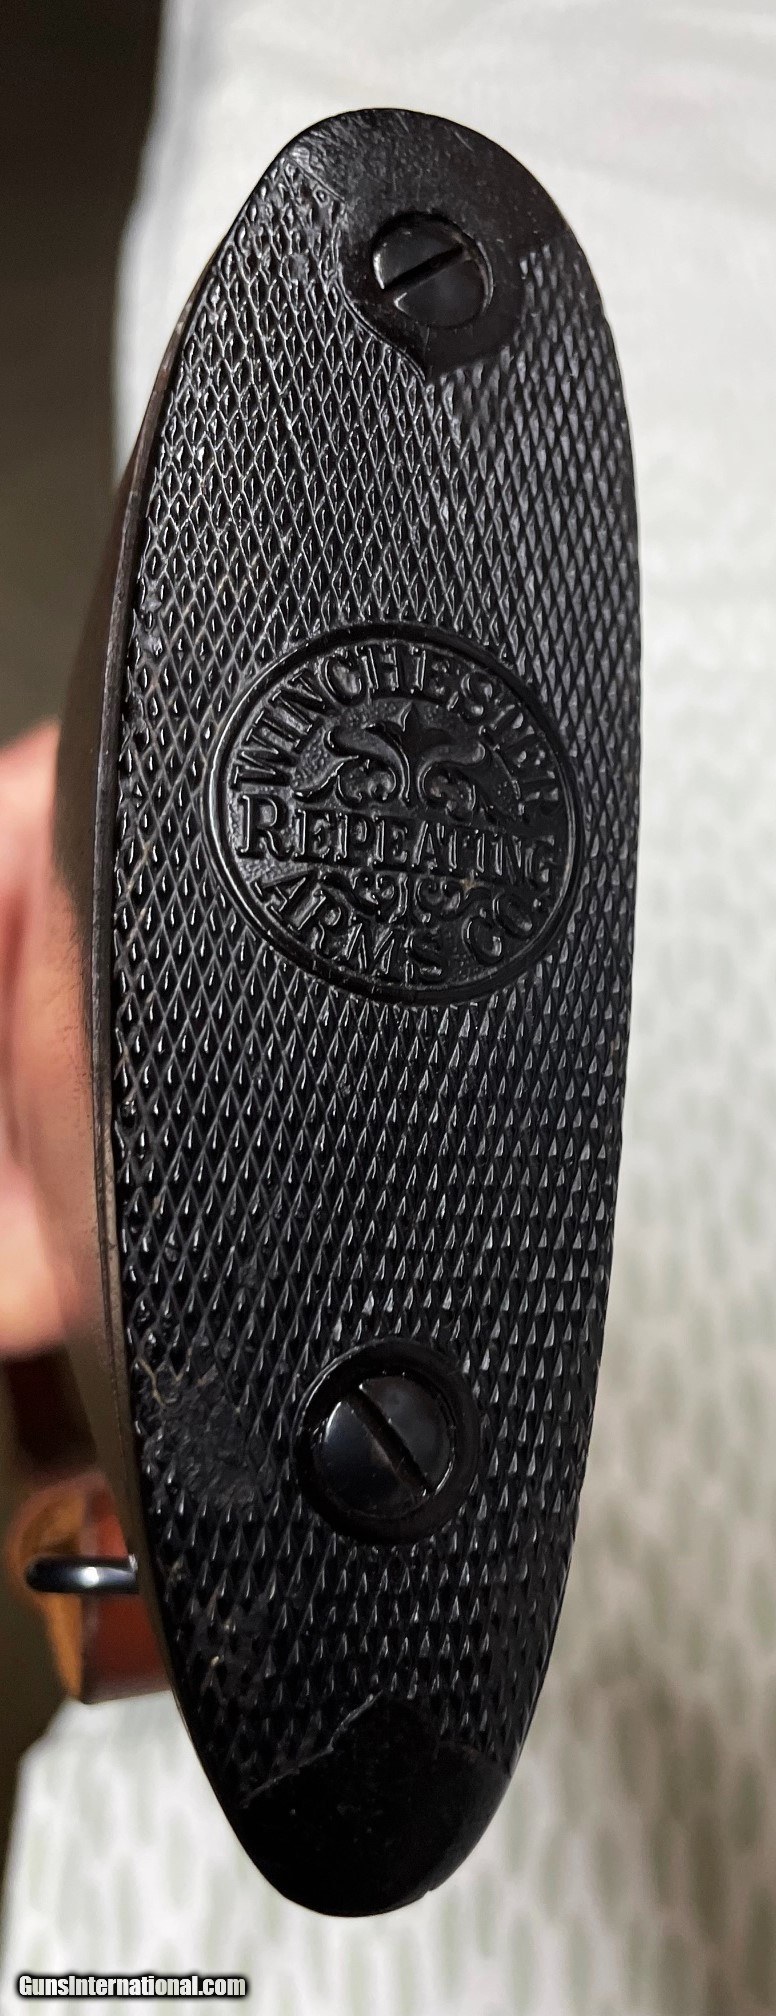 WINCHESTER
REPEATING
ARMS CO.
GunsInternational.com